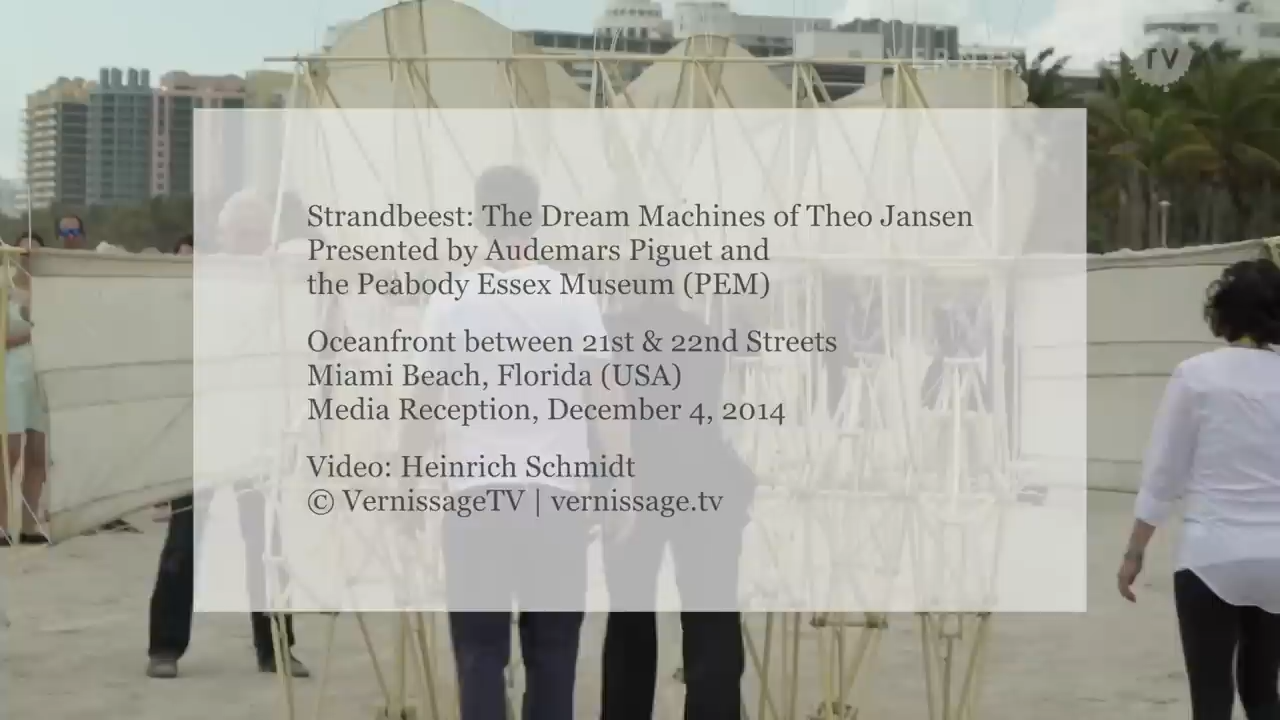 VERNIS
TV
Strandbeest: The Dream Machines of Theo Jansen
Presented by Audemars Piguet and
the Peabody Essex Museum (PEM)
Oceanfront between 21st & 22nd Streets
Miami Beach, Florida (USA)
Media Reception, December 4, 2014
Video: Heinrich Schmidt
© VernissageTV | vernissage.tv